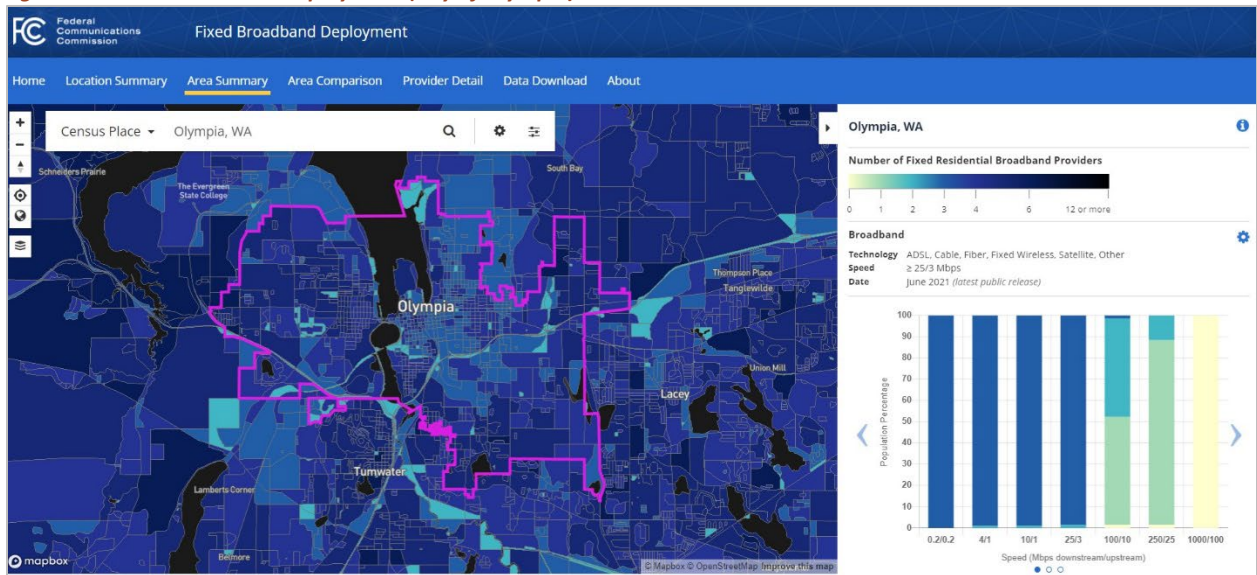 FCC Federal Communications Commission
Fixed Broadband Deployment
Home Location Summary Area Summary Area Comparison Provider Detail Data Download About
Census Place Olympia, WA
Schneiders Prairie
The Evergreen
State College
South Bay
Thompson Place
Tanglewilde
Olympia
Union Mill
Lacey
Tumwater
Lamberts Corner
Belmore
mapbox
© Mapbox © OpenStreetMap Improve this map
Olympia, WA
Number of Fixed Residential Broadband Providers
0 1 2 3 4 6 12 or more
Broadband
Technology ADSL, Cable, Fiber, Fixed Wireless, Satellite, Other
Speed ≥ 25/3 Mbps
Date June 2021 (latest public release)
Population Percentage
100
90
80
70
60
50
40
30
20
10
0
0.2/0.2 4/1 10/1 25/3 100/10 250/25 1000/100
Speed (Mbps downstream/upstream)